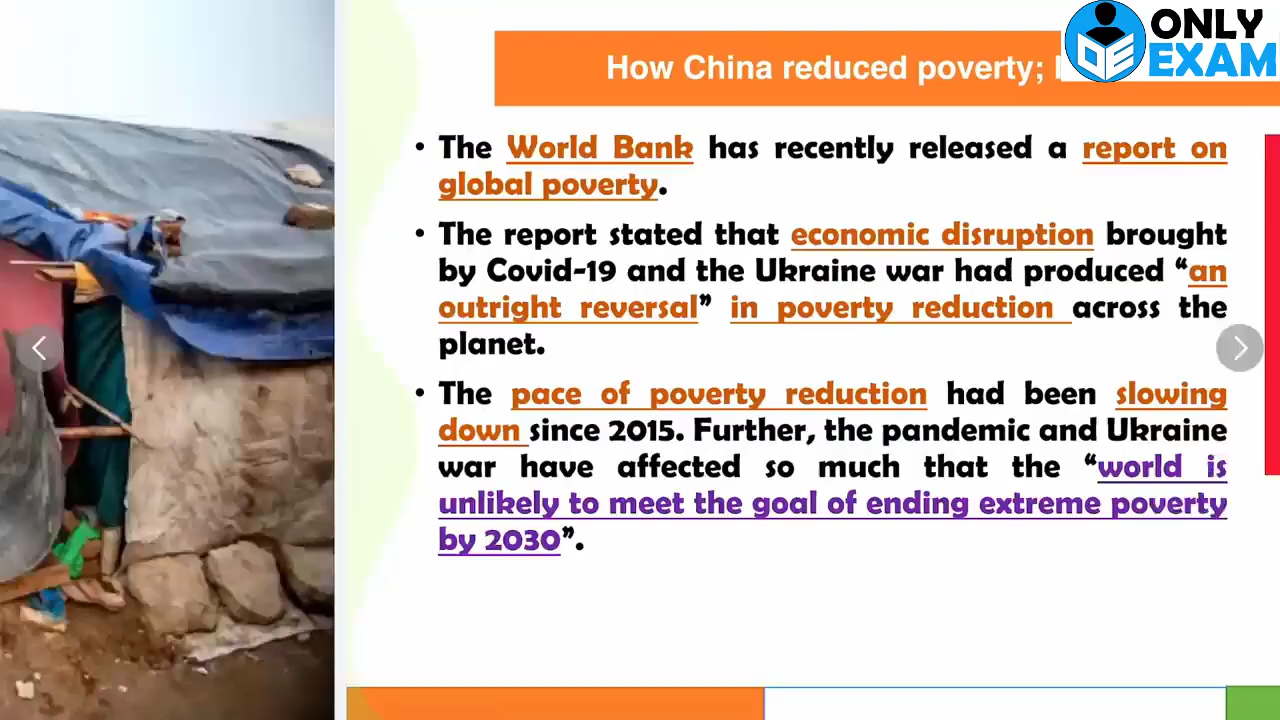 ONLY
EXAM
How China reduced poverty;
• The World Bank has recently released a report on
global poverty.
• The report stated that economic disruption brought
by Covid-19 and the Ukraine war had produced “an
outright reversal” in poverty reduction across the
planet.
• The pace of poverty reduction had been slowing
down since 2015. Further, the pandemic and Ukraine
war have affected so much that the “world is
unlikely to meet the goal of ending extreme poverty
by 2030”.